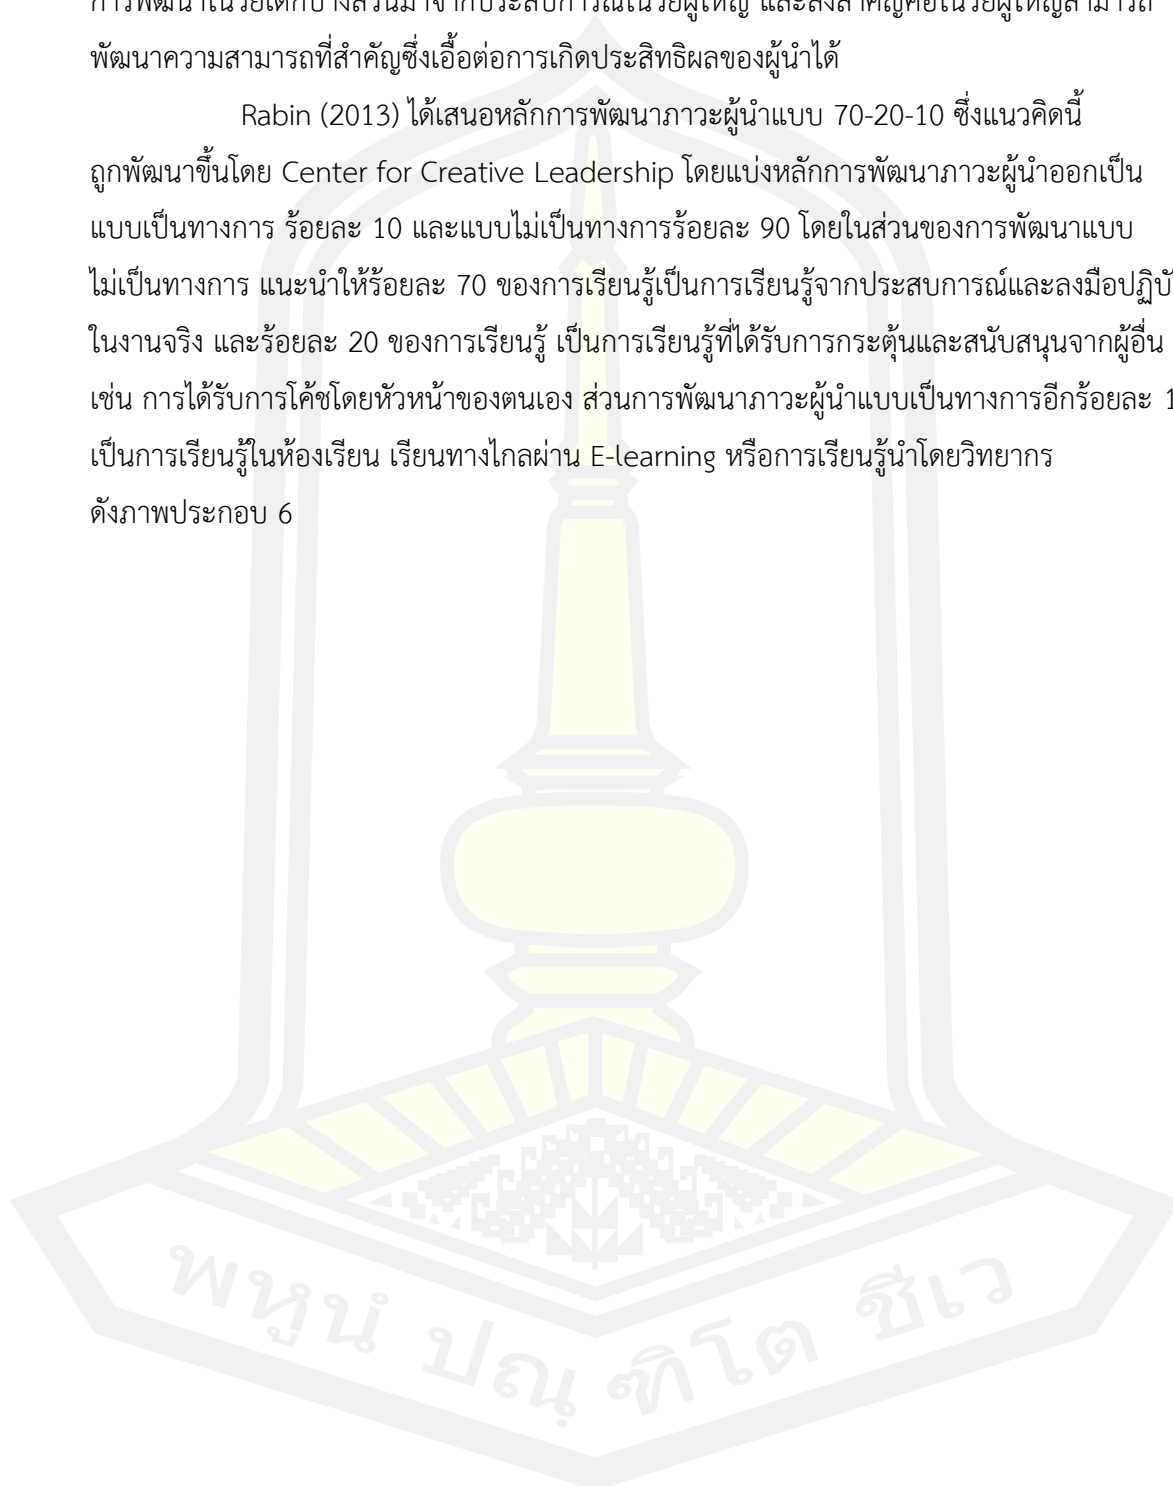 พัฒนาความสามารถที่สำคัญซึ่งเอื้อต่อการเกิดประสิทธิผลของผู้นำได้
Rabin (2013) ได้เสนอหลักการพัฒนาภาวะผู้นำแบบ 70-20-10 ซึ่งแนวคิดนี้
ถูกพัฒนาขึ้นโดย Center for Creative Leadership โดยแบ่งหลักการพัฒนาภาวะผู้นำออกเป็น
แบบเป็นทางการ ร้อยละ 10 และแบบไม่เป็นทางการร้อยละ 90 โดยในส่วนของการพัฒนาแบบ
ไม่เป็นทางการ แนะนำให้ร้อยละ 70 ของการเรียนรู้เป็นการเรียนรู้จากประสบการณ์และลงมือ
ในงานจริง และร้อยละ 20 ของการเรียนรู้ เป็นการเรียนรู้ที่ได้รับการกระตุ้นและสนับสนุนจากผู้อื่น
เช่น การได้รับการโค้ชโดยหัวหน้าของตนเอง ส่วนการพัฒนาภาวะผู้นำแบบเป็นทางการอีกร้อยละ
เป็นการเรียนรู้ในห้องเรียน เรียนทางไกลผ่าน E-learning หรือการเรียนรู้นำโดยวิทยากร
ดังภาพประกอบ 6
พหูนํ ปณฺฑิโต ชีเว